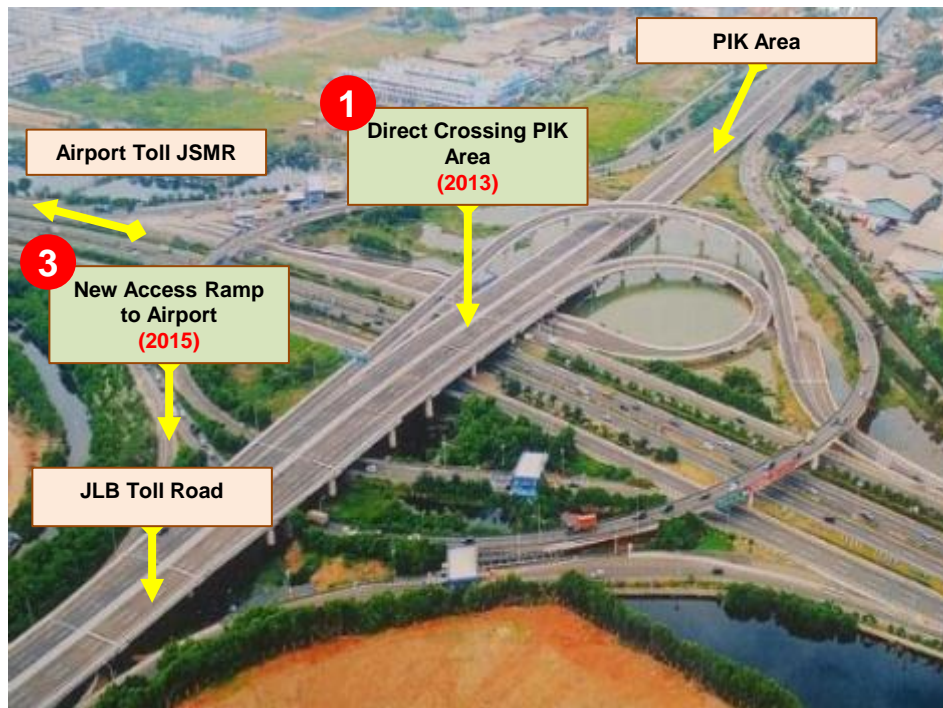 PIK Area
1
Direct Crossing PIK
Area
(2013)
Airport Toll JSMR
3
New Access Ramp
to Airport
(2015)
JLB Toll Road